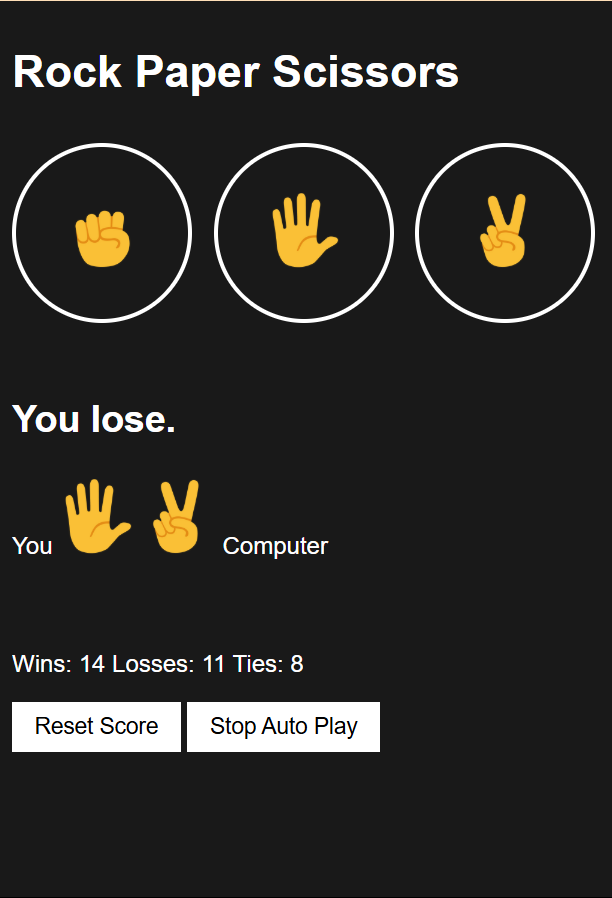 Rock Paper Scissors
You lose.
You Computer
Wins: 14 Losses: 11 Ties: 8
Reset Score Stop Auto Play